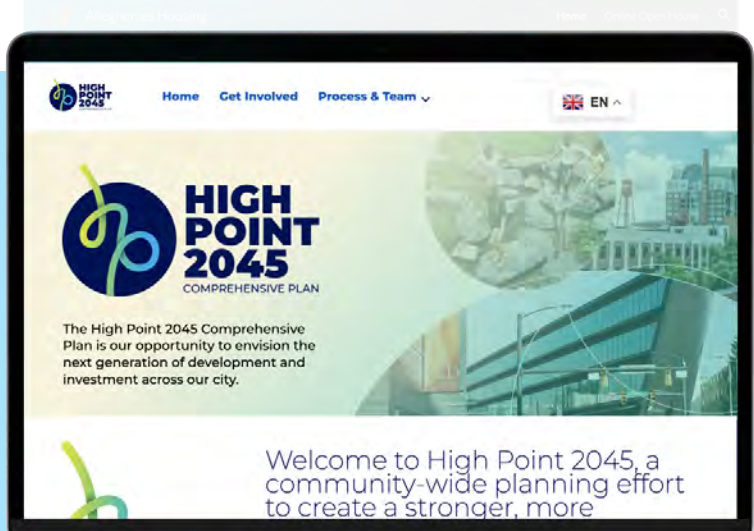 HIGH
POINT
2045
Home Get Involved Process & Team
EN
HIGH
POINT
2045
COMPREHENSIVE PLAN
The High Point 2045 Comprehensive
Plan is our opportunity to envision the
next generation of development and
investment across our city.
Welcome to High Point 2045, a
community-wide planning effort
to create a stronger, more